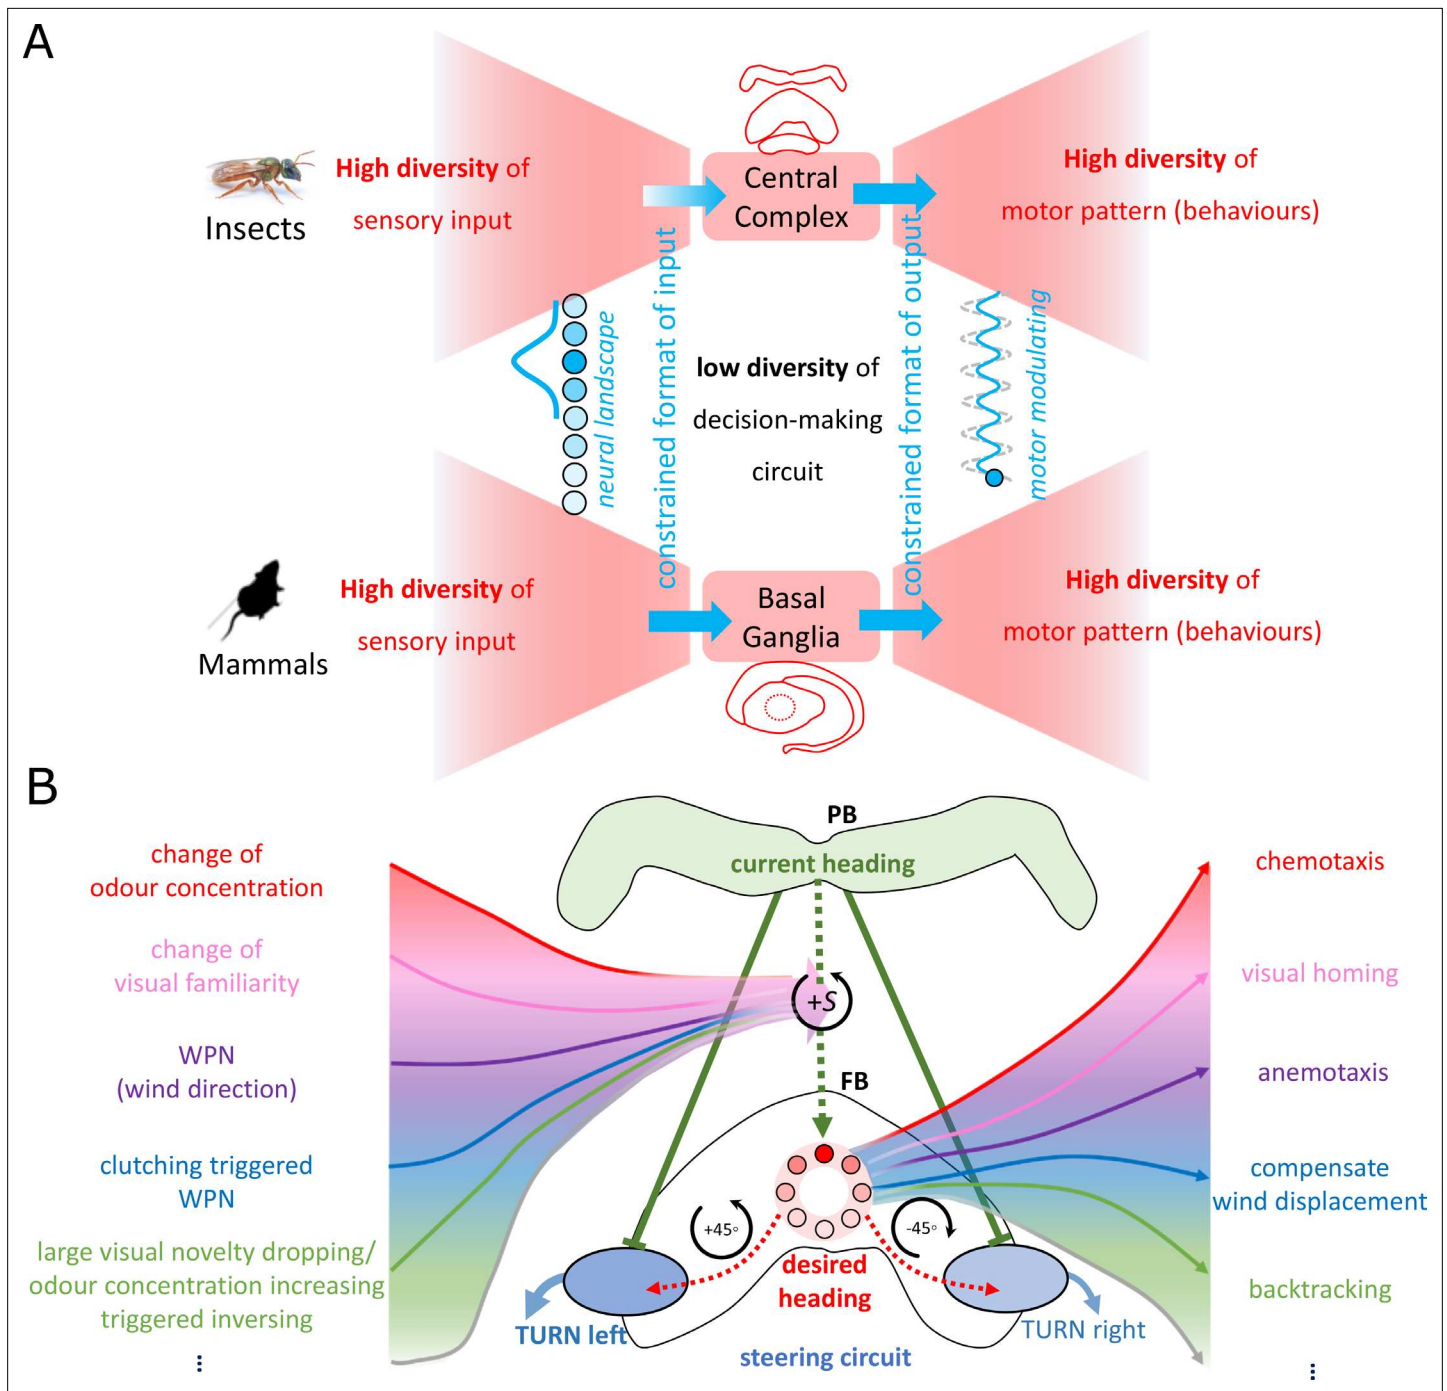 A
High diversity of
sensory input
Insects
Central
Complex
High diversity of
motor pattern (behaviours)
neural landscape
constrained format of input
low diversity of
decision-making
circuit
constrained format of output
motor modulating
High diversity of
sensory input
Mammals
Basal
Ganglia
High diversity of
motor pattern (behaviours)
B
PB
current heading
change of
odour concentration
change of
visual familiarity
WPN
(wind direction)
clutching triggered
WPN
large visual novelty dropping/
odour concentration increasing
triggered inversing
⋮
+S
FB
+45°
-45°
desired
heading
TURN left
TURN right
steering circuit
chemotaxis
visual homing
anemotaxis
compensate
wind displacement
backtracking
⋮